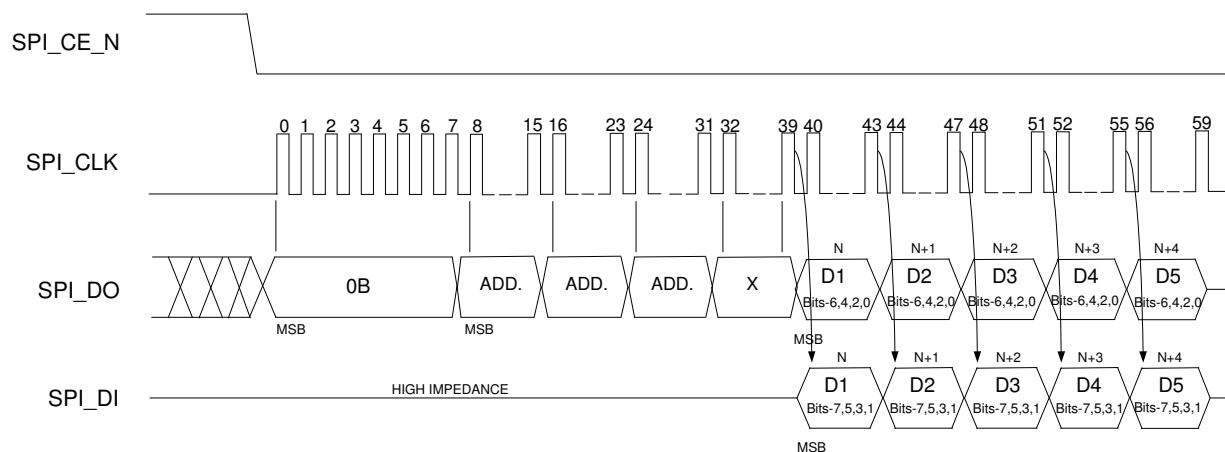 SPI_CE_N
0 1 2 3 4 5 6 7 8 15 16 23 24 31 32 39 40 43 44 47 48 51 52 55 56 59
SPI_CLK
N N+1 N+2 N+3 N+4
SPI_DO 0B ADD. ADD. ADD. X D1 D2 D3 D4 D5
Bits-6,4,2,0 Bits-6,4,2,0 Bits-6,4,2,0 Bits-6,4,2,0 Bits-6,4,2,0
MSB MSB MSB
N N+1 N+2 N+3 N+4
SPI_DI HIGH IMPEDANCE D1 D2 D3 D4 D5
Bits-7,5,3,1 Bits-7,5,3,1 Bits-7,5,3,1 Bits-7,5,3,1 Bits-7,5,3,1
MSB